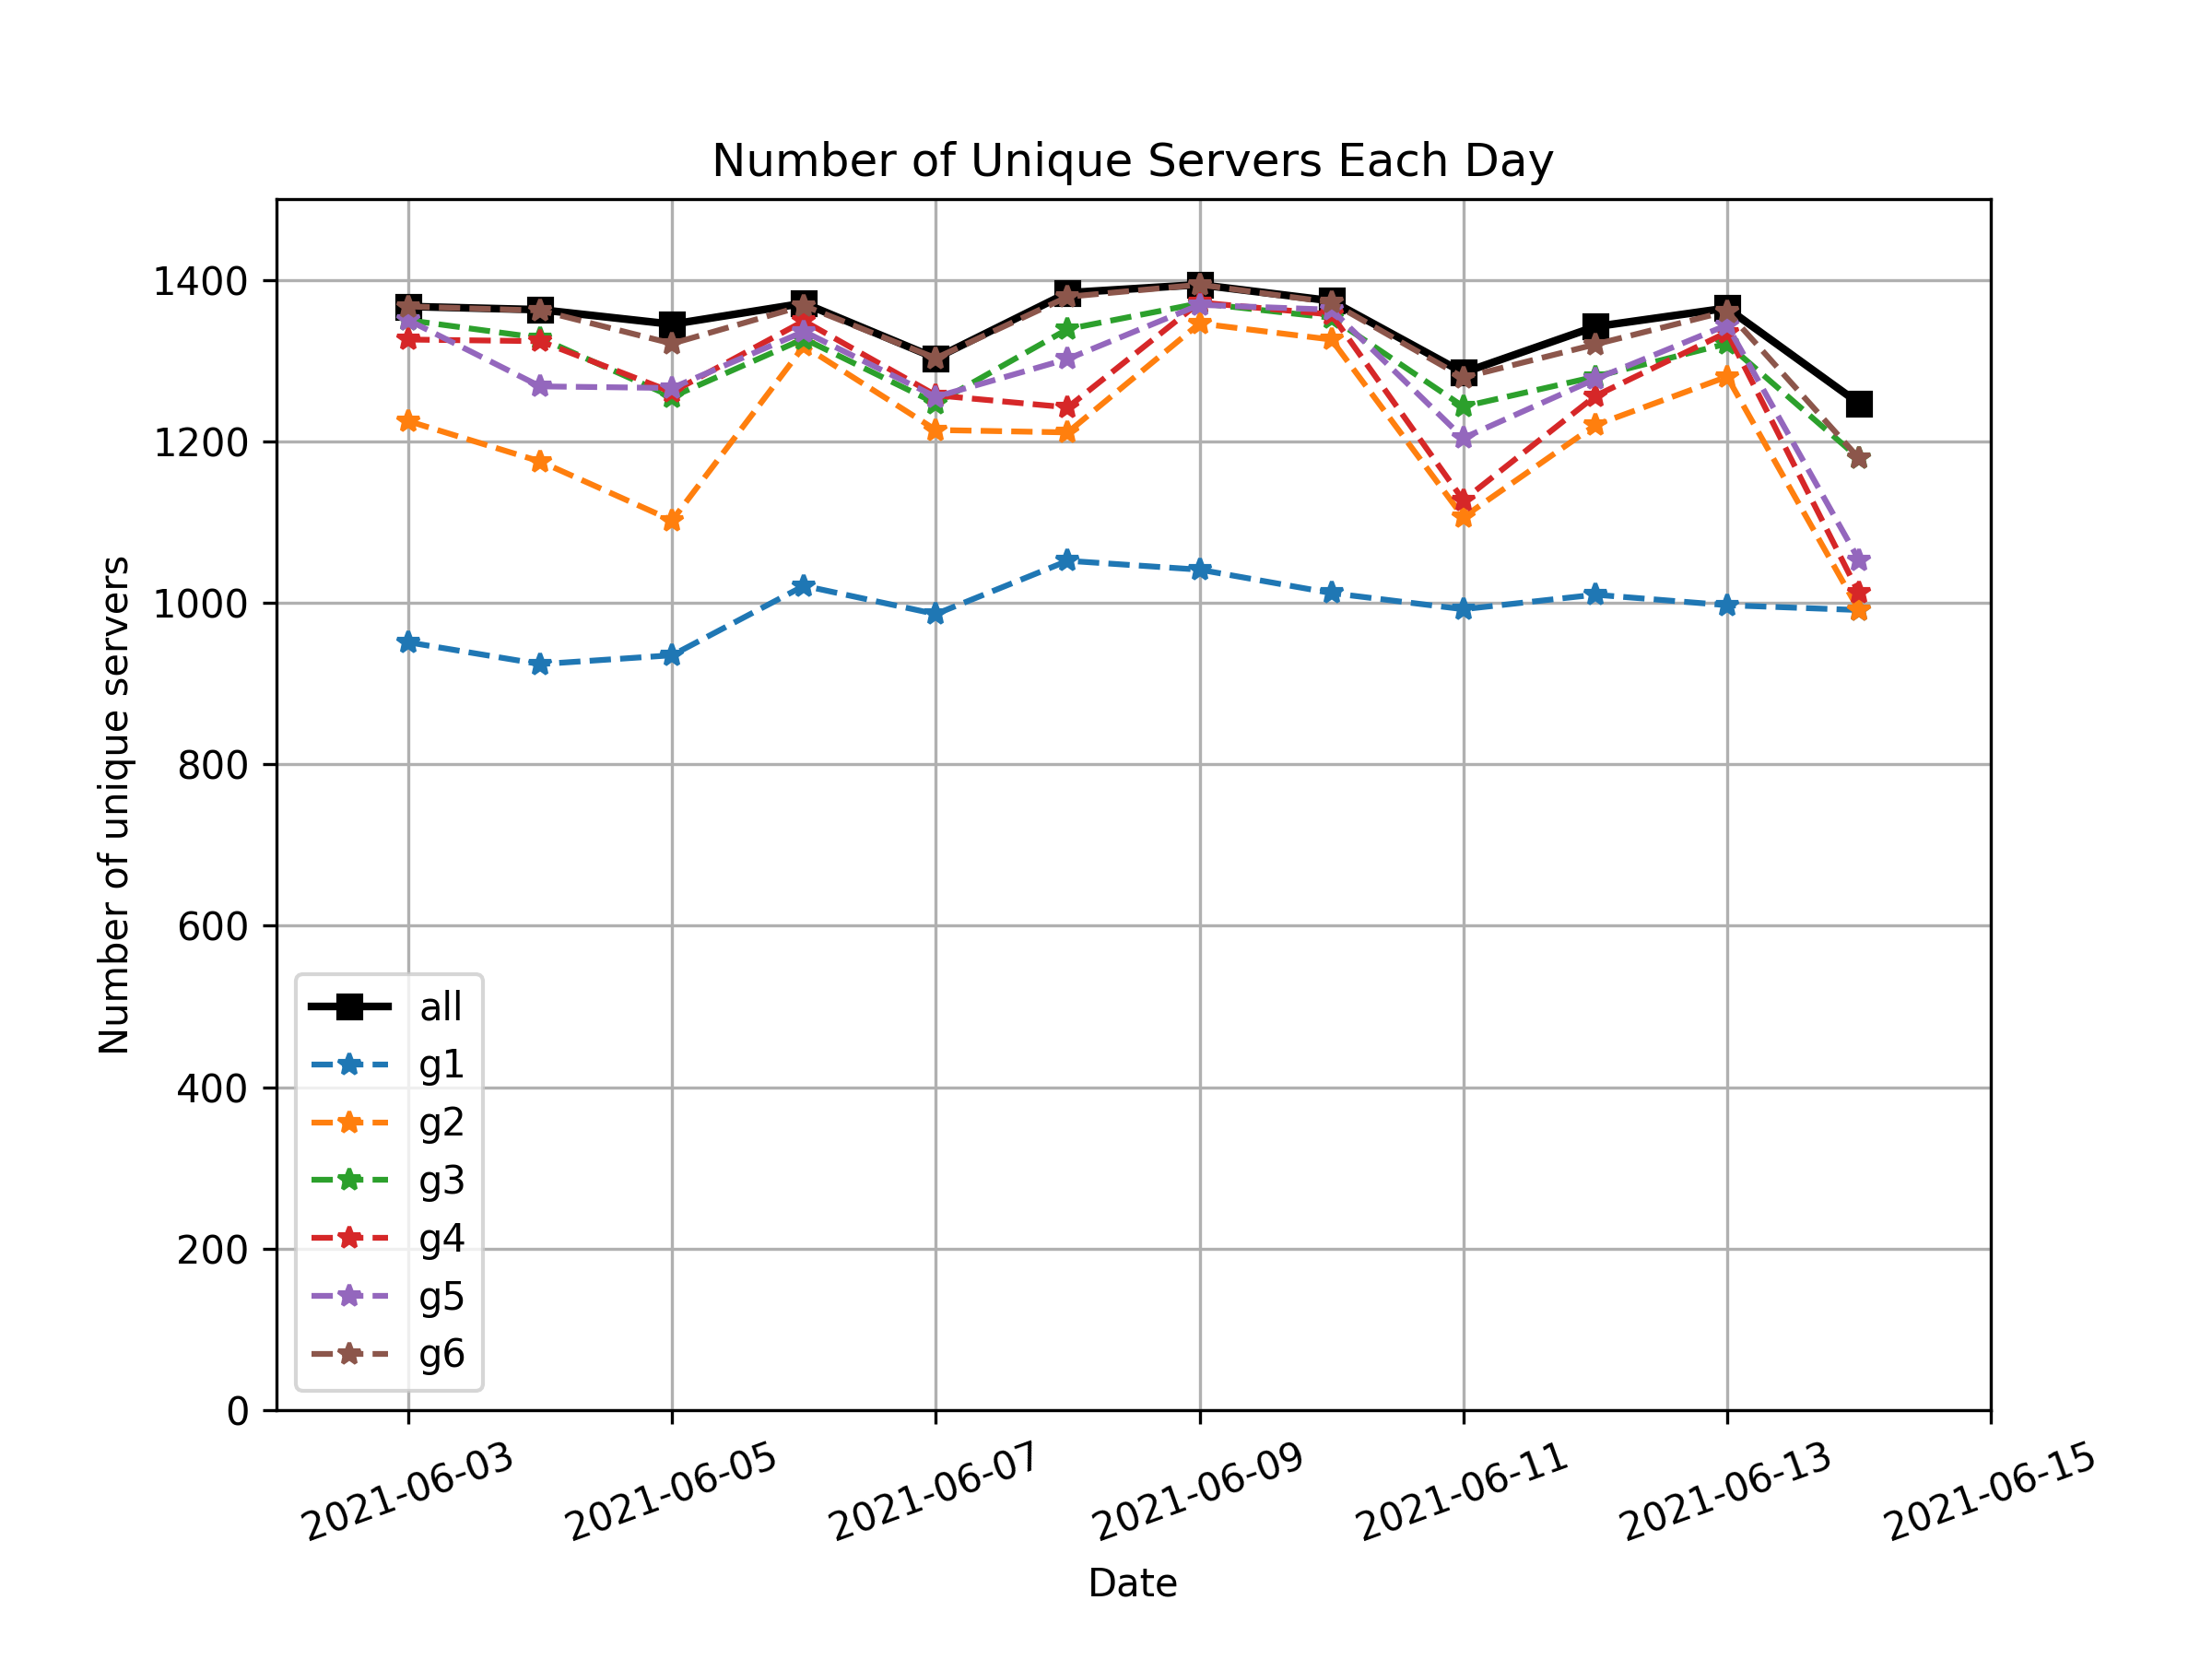 Number of Unique Servers Each Day
Number of unique servers
1400
1200
1000
800
600
400
200
0
all
g1
g2
g3
g4
g5
g6
2021-06-03
2021-06-05
2021-06-07
2021-06-09
2021-06-11
2021-06-13
2021-06-15
Date